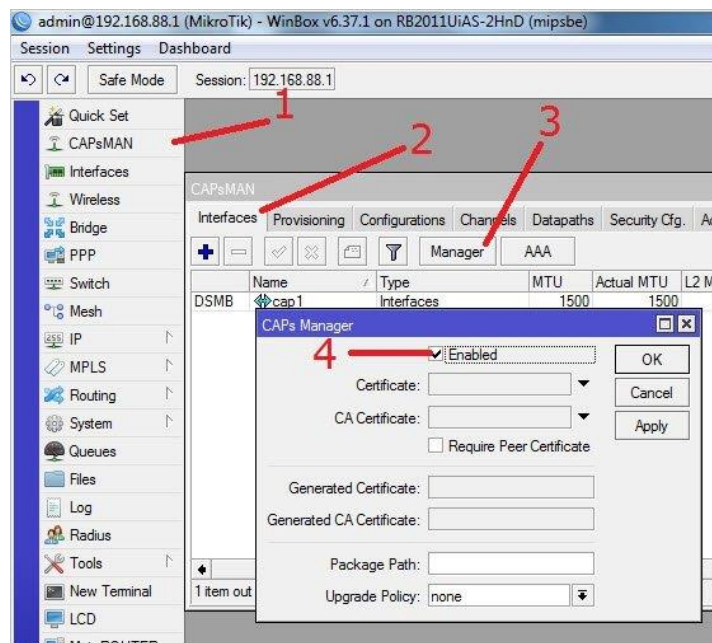 admin@192.168.88.1 (MikroTik) - WinBox v6.37.1 on RB2011UiAS-2HnD (mipsbe)
Session Settings Dashboard
Safe Mode Session: 192.168.88.1
1
2
3
Quick Set
CAPsMAN
Interfaces
Wireless
Bridge
PPP
Switch
Mesh
IP
MPLS
Routing
System
Queues
Files
Log
Radius
Tools
New Terminal
LCD
CAPsMAN
Interfaces Provisioning Configurations Channels Datapaths Security Cfg.
Manager AAA
Name / Type MTU Actual MTU L2 M
DSMB cap1 Interfaces 1500 1500
CAPs Manager
4
Enabled
OK
Certificate:
Cancel
CA Certificate:
Apply
Require Peer Certificate
Generated Certificate:
Generated CA Certificate:
Package Path:
Upgrade Policy: none
1 item out